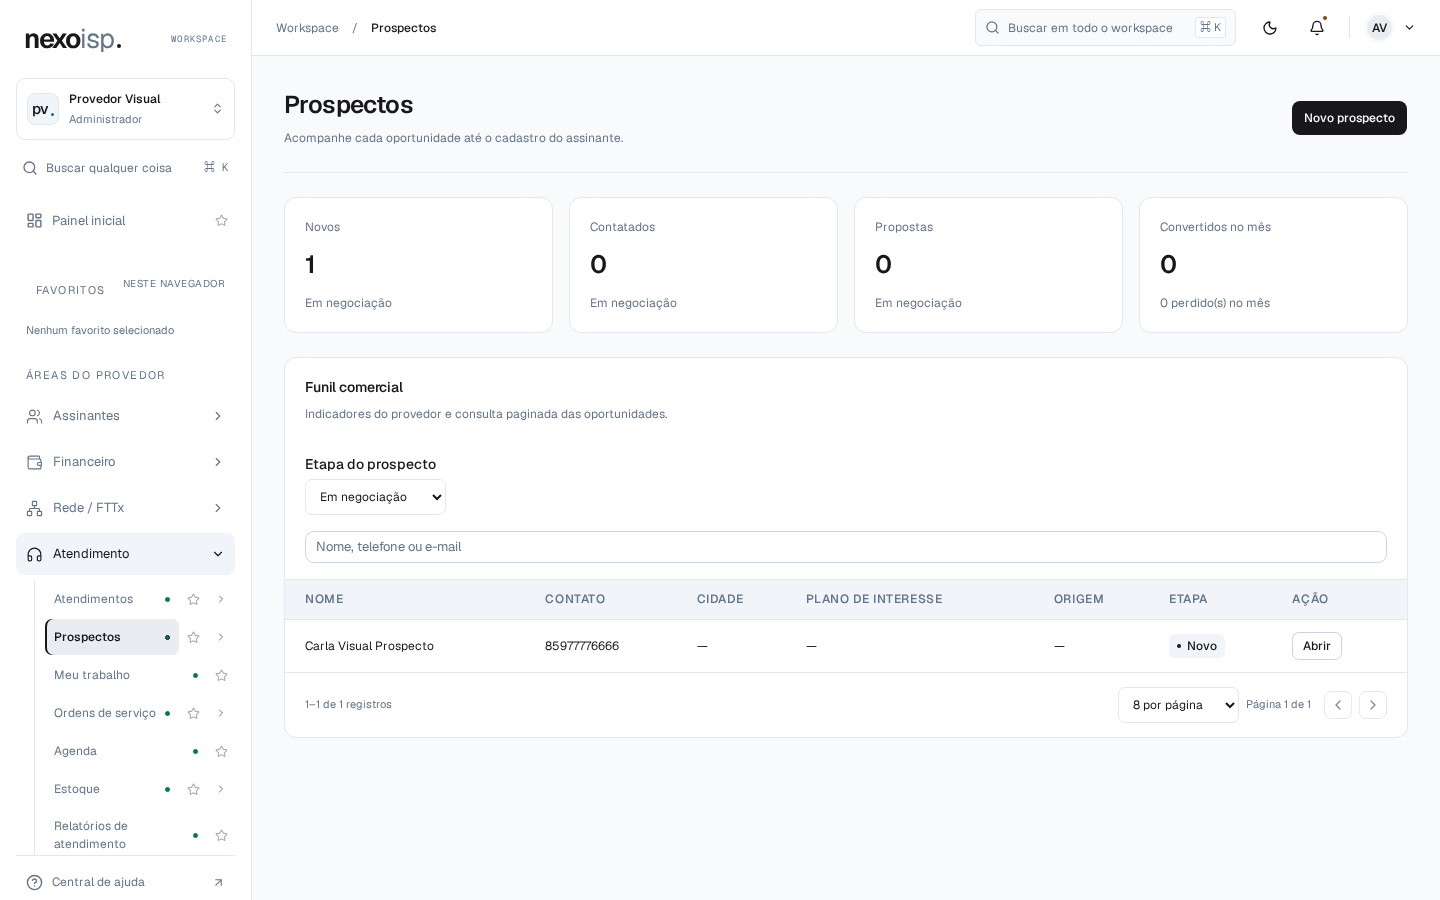 nexoisp.
WORKSPACE
pv.
Provedor Visual
Administrador
Buscar qualquer coisa
⌘ K
Painel inicial
FAVORITOS
NESTE NAVEGADOR
Nenhum favorito selecionado
ÁREAS DO PROVEDOR
Assinantes
Financeiro
Rede / FTTx
Atendimento
Atendimentos
Prospectos
Meu trabalho
Ordens de serviço
Agenda
Estoque
Relatórios de
atendimento
Central de ajuda
Workspace / Prospectos
Buscar em todo o workspace
⌘ K
AV
Prospectos
Acompanhe cada oportunidade até o cadastro do assinante.
Novo prospecto
Novos
1
Em negociação
Contatados
0
Em negociação
Propostas
0
Em negociação
Convertidos no mês
0
0 perdido(s) no mês
Funil comercial
Indicadores do provedor e consulta paginada das oportunidades.
Etapa do prospecto
Em negociação
Nome, telefone ou e-mail
NOME CONTATO CIDADE PLANO DE INTERESSE ORIGEM ETAPA AÇÃO
Carla Visual Prospecto 85977776666 — — — • Novo Abrir
1–1 de 1 registros
8 por página
Página 1 de 1